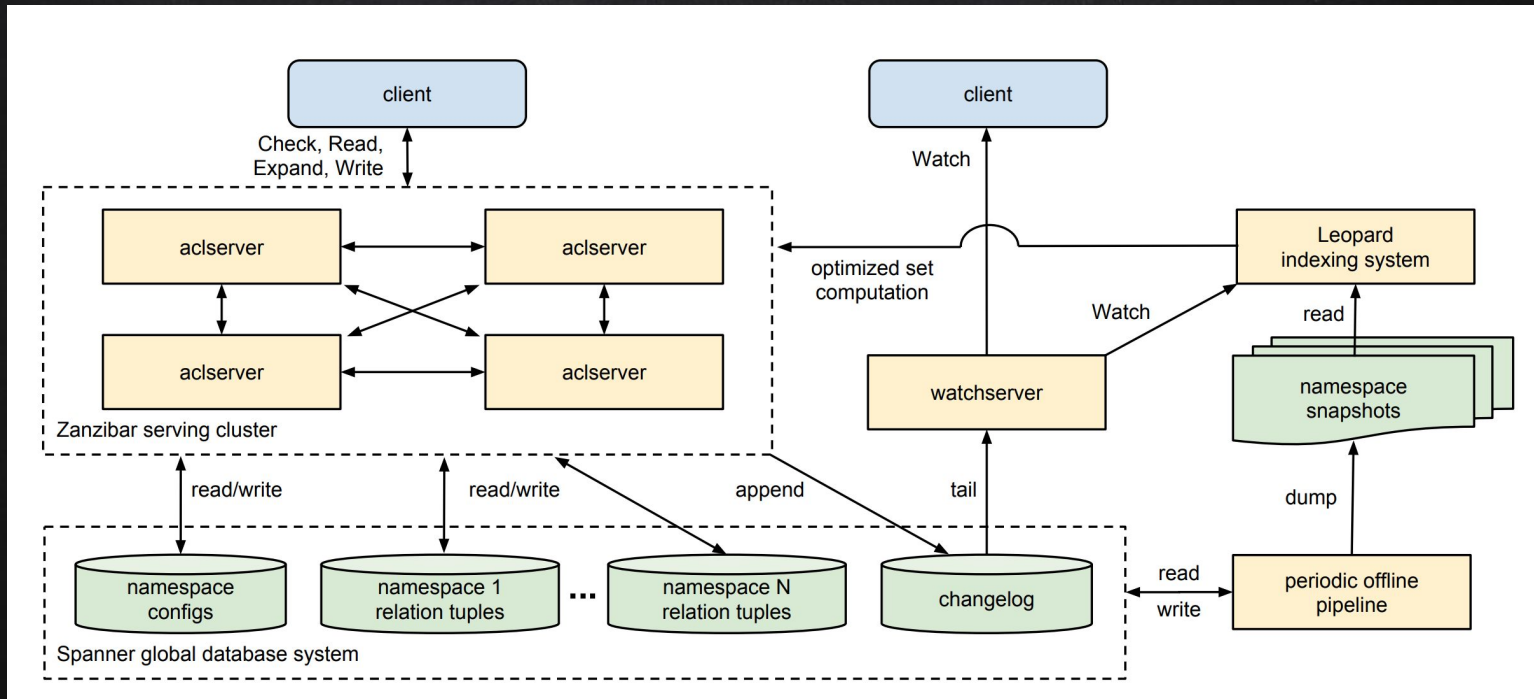 client
client
Check, Read,
Expand, Write
Watch
aclserver
aclserver
Leopard
indexing system
optimized set
computation
Watch
read
aclserver
aclserver
watchserver
namespace
snapshots
Zanzibar serving cluster
read/write
read/write
append
tail
dump
namespace
configs
namespace 1
relation tuples
...
namespace N
relation tuples
changelog
read
write
periodic offline
pipeline
Spanner global database system